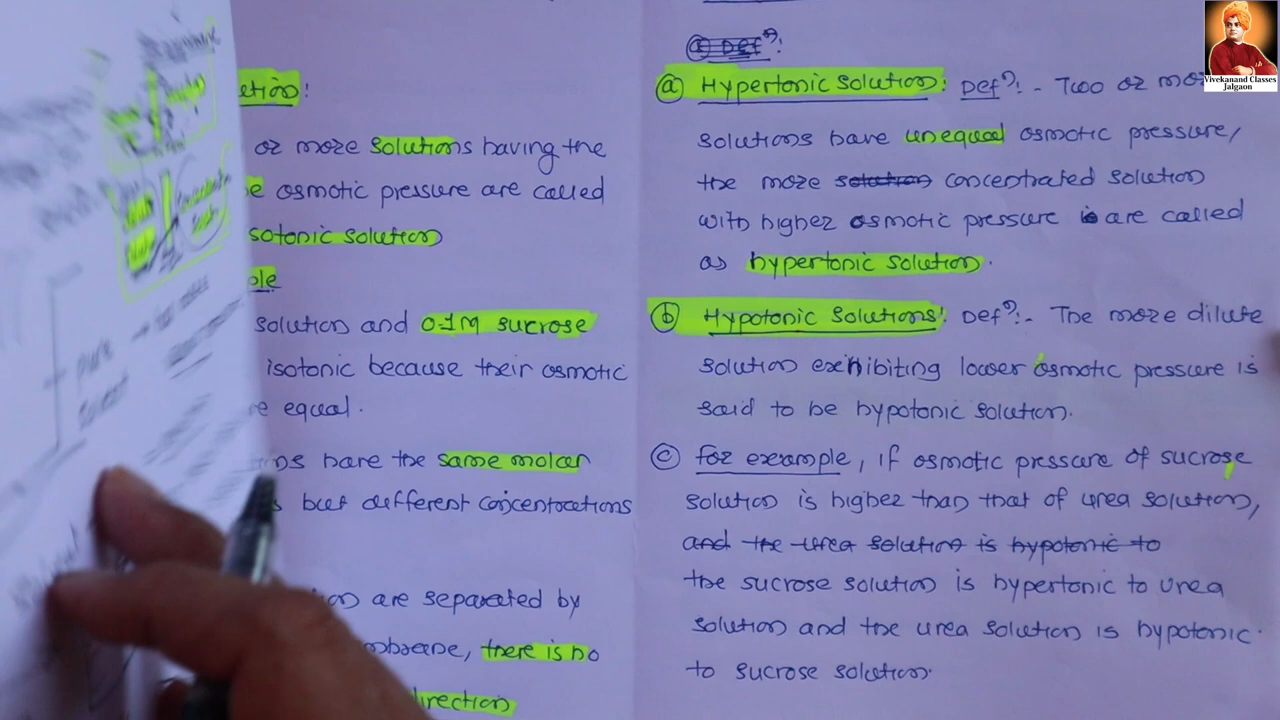 or more solutions having the
osmotic pressure are called
sotonic solution
solution and 0.1M sucrose
isotonic because their osmotic
equal.
have the same molar
but different concentrations
are separated by
there is no
irection
Def?:
(a) Hypertonic Solution: Def?:- Two or mo
solutions have unequal osmotic pressure,
the more solution concentrated solution
with higher osmotic pressure is are called
as hypertonic solution.
(b) Hypotonic Solutions: Def?:- The more dilute
solution exhibiting lower osmotic pressure is
said to be hypotonic solution.
(c) for example, if osmotic pressure of sucrose
solution is higher than that of urea solution,
and the urea solution is hypotonic to
the sucrose solution is hypertonic to urea
solution and the urea solution is hypotonic
to sucrose solution.
Vivekanand Classes
Jalgaon